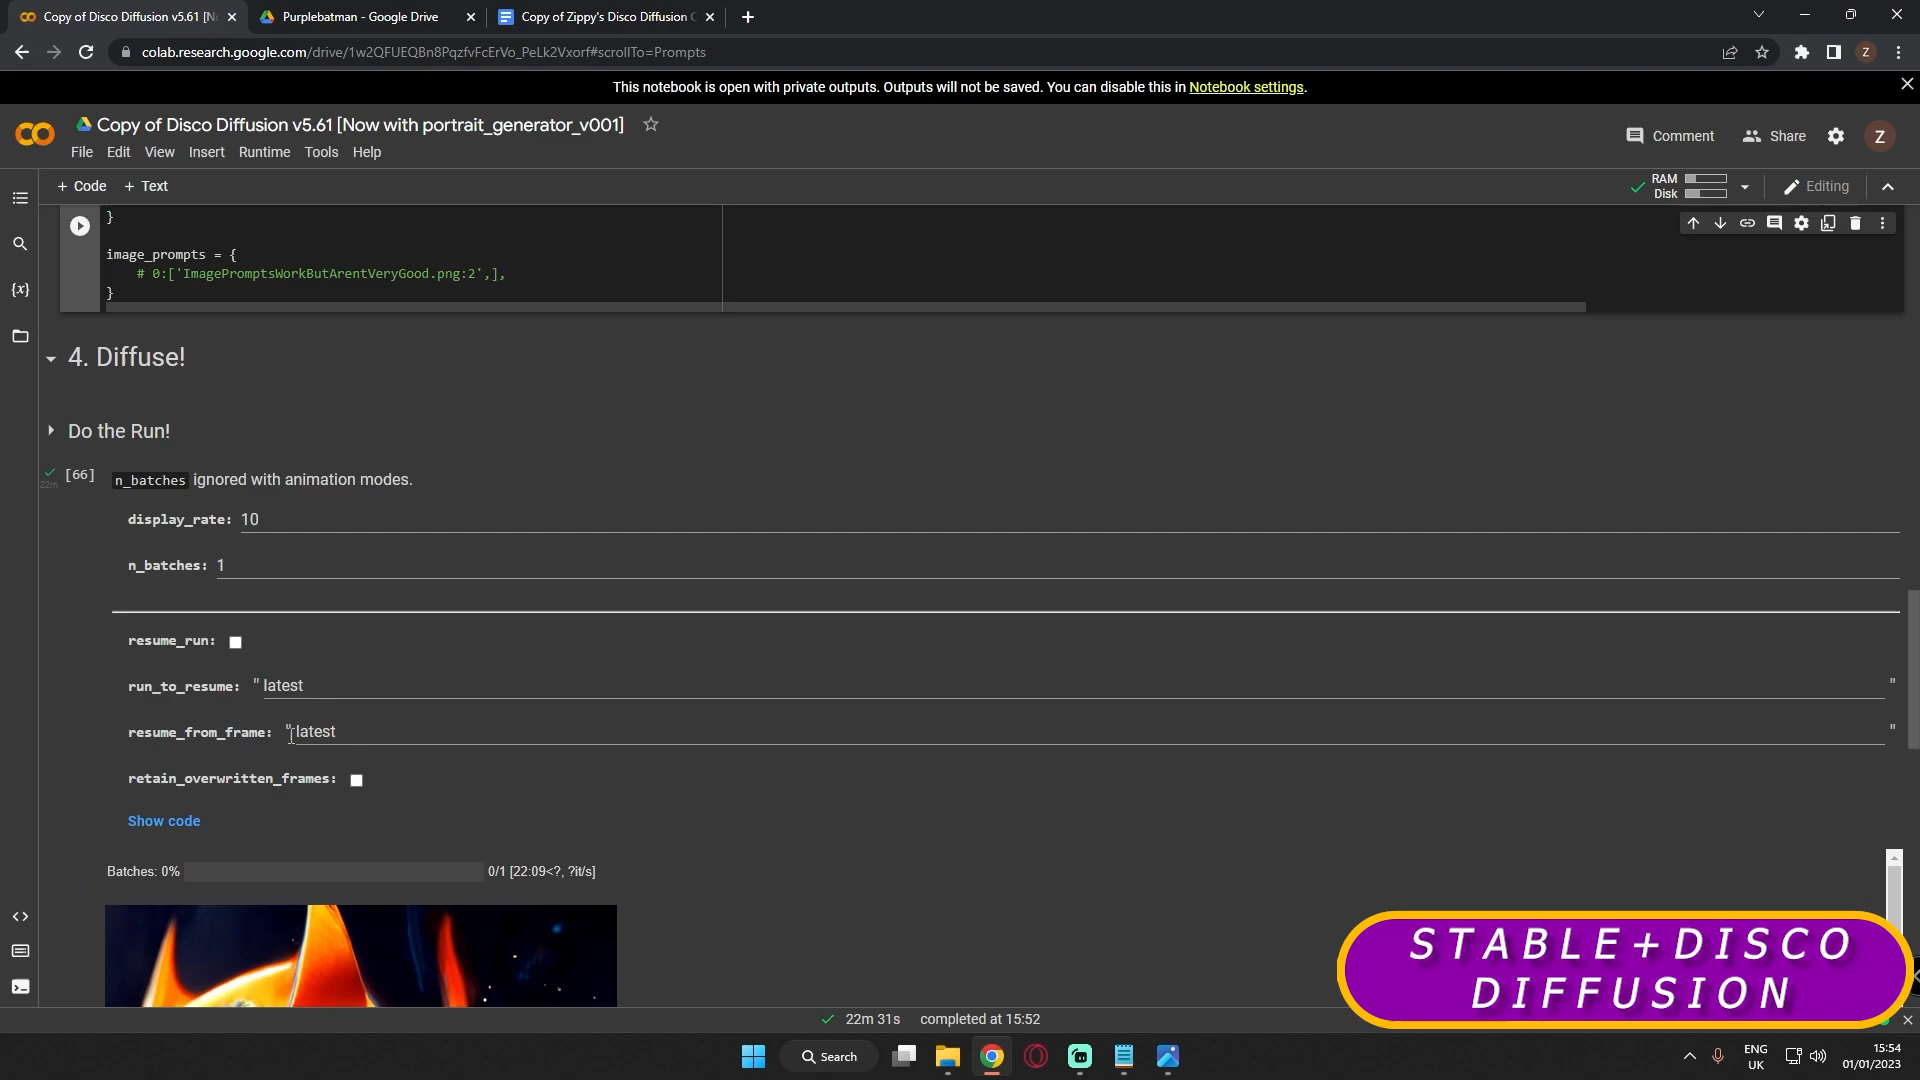 Copy of Disco Diffusion v5.61 [N
Purplebatman - Google Drive
Copy of Zippy's Disco Diffusion
colab.research.google.com/drive/1w2QFUEQBn8PqzfvFcErVo_PeLk2Vxorf#scrollTo=Prompts
Z
This notebook is open with private outputs. Outputs will not be saved. You can disable this in Notebook settings.
Copy of Disco Diffusion v5.61 [Now with portrait_generator_v001]
File Edit View Insert Runtime Tools Help
Comment Share Z
+ Code + Text
RAM
Disk
Editing
}
image_prompts = {
# 0:['ImagePromptsWorkButArentVeryGood.png:2',],
}
{x}
4. Diffuse!
Do the Run!
[66]
22m
n_batches ignored with animation modes.
display_rate: 10
n_batches: 1
resume_run:
run_to_resume: " latest "
resume_from_frame: " latest "
retain_overwritten_frames:
Show code
Batches: 0% 0/1 [22:09<?, ?it/s]
STABLE+DISCO
DIFFUSION
22m 31s completed at 15:52
Search
ENG
UK
15:54
01/01/2023